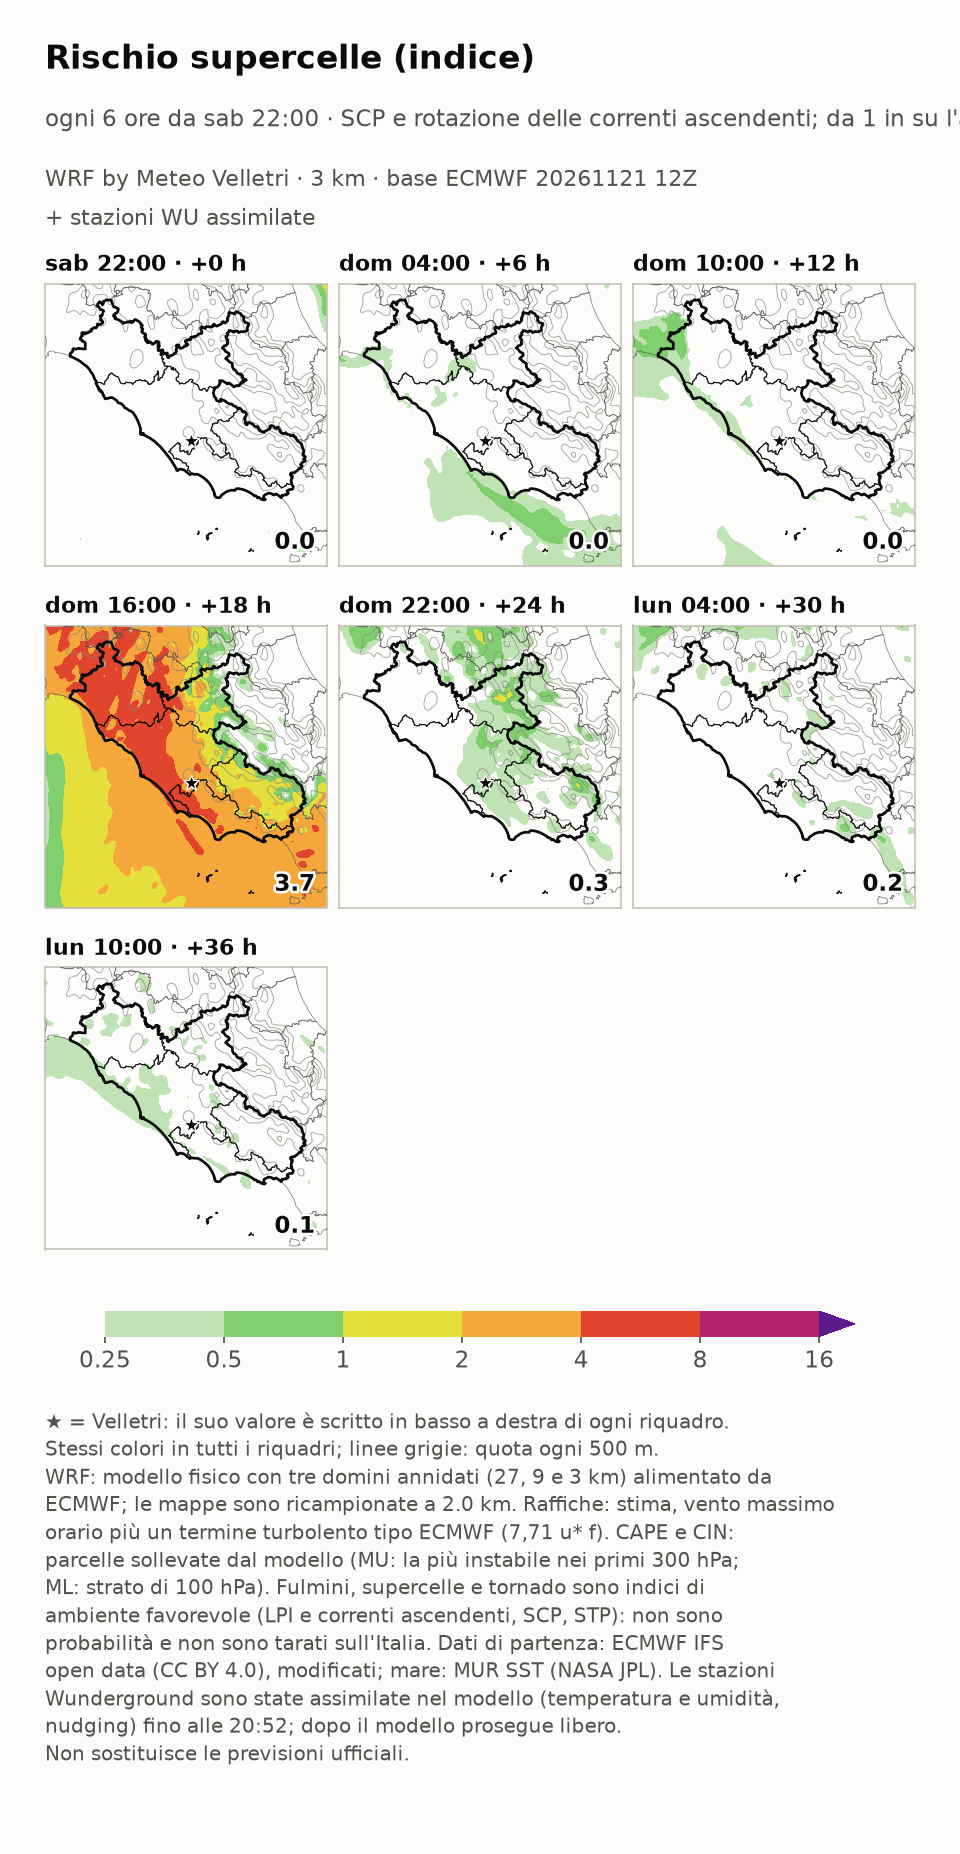 Rischio supercelle (indice)
ogni 6 ore da sab 22:00 · SCP e rotazione delle correnti ascendenti; da 1 in su l'
WRF by Meteo Velletri · 3 km · base ECMWF 20261121 12Z
+ stazioni WU assimilate
sab 22:00 · +0 h
dom 04:00 · +6 h
dom 10:00 · +12 h
0.0
0.0
0.0
dom 16:00 · +18 h
dom 22:00 · +24 h
lun 04:00 · +30 h
3.7
0.3
0.2
lun 10:00 · +36 h
0.1
0.25 0.5 1 2 4 8 16
★ = Velletri: il suo valore è scritto in basso a destra di ogni riquadro.
Stessi colori in tutti i riquadri; linee grigie: quota ogni 500 m.
WRF: modello fisico con tre domini annidati (27, 9 e 3 km) alimentato da
ECMWF; le mappe sono ricampionate a 2.0 km. Raffiche: stima, vento massimo
orario più un termine turbolento tipo ECMWF (7,71 u* f). CAPE e CIN:
parcelle sollevate dal modello (MU: la più instabile nei primi 300 hPa;
ML: strato di 100 hPa). Fulmini, supercelle e tornado sono indici di
ambiente favorevole (LPI e correnti ascendenti, SCP, STP): non sono
probabilità e non sono tarati sull'Italia. Dati di partenza: ECMWF IFS
open data (CC BY 4.0), modificati; mare: MUR SST (NASA JPL). Le stazioni
Wunderground sono state assimilate nel modello (temperatura e umidità,
nudging) fino alle 20:52; dopo il modello prosegue libero.
Non sostituisce le previsioni ufficiali.